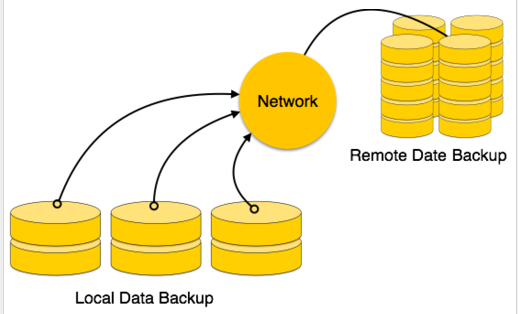 Network
Remote Date Backup
Local Data Backup